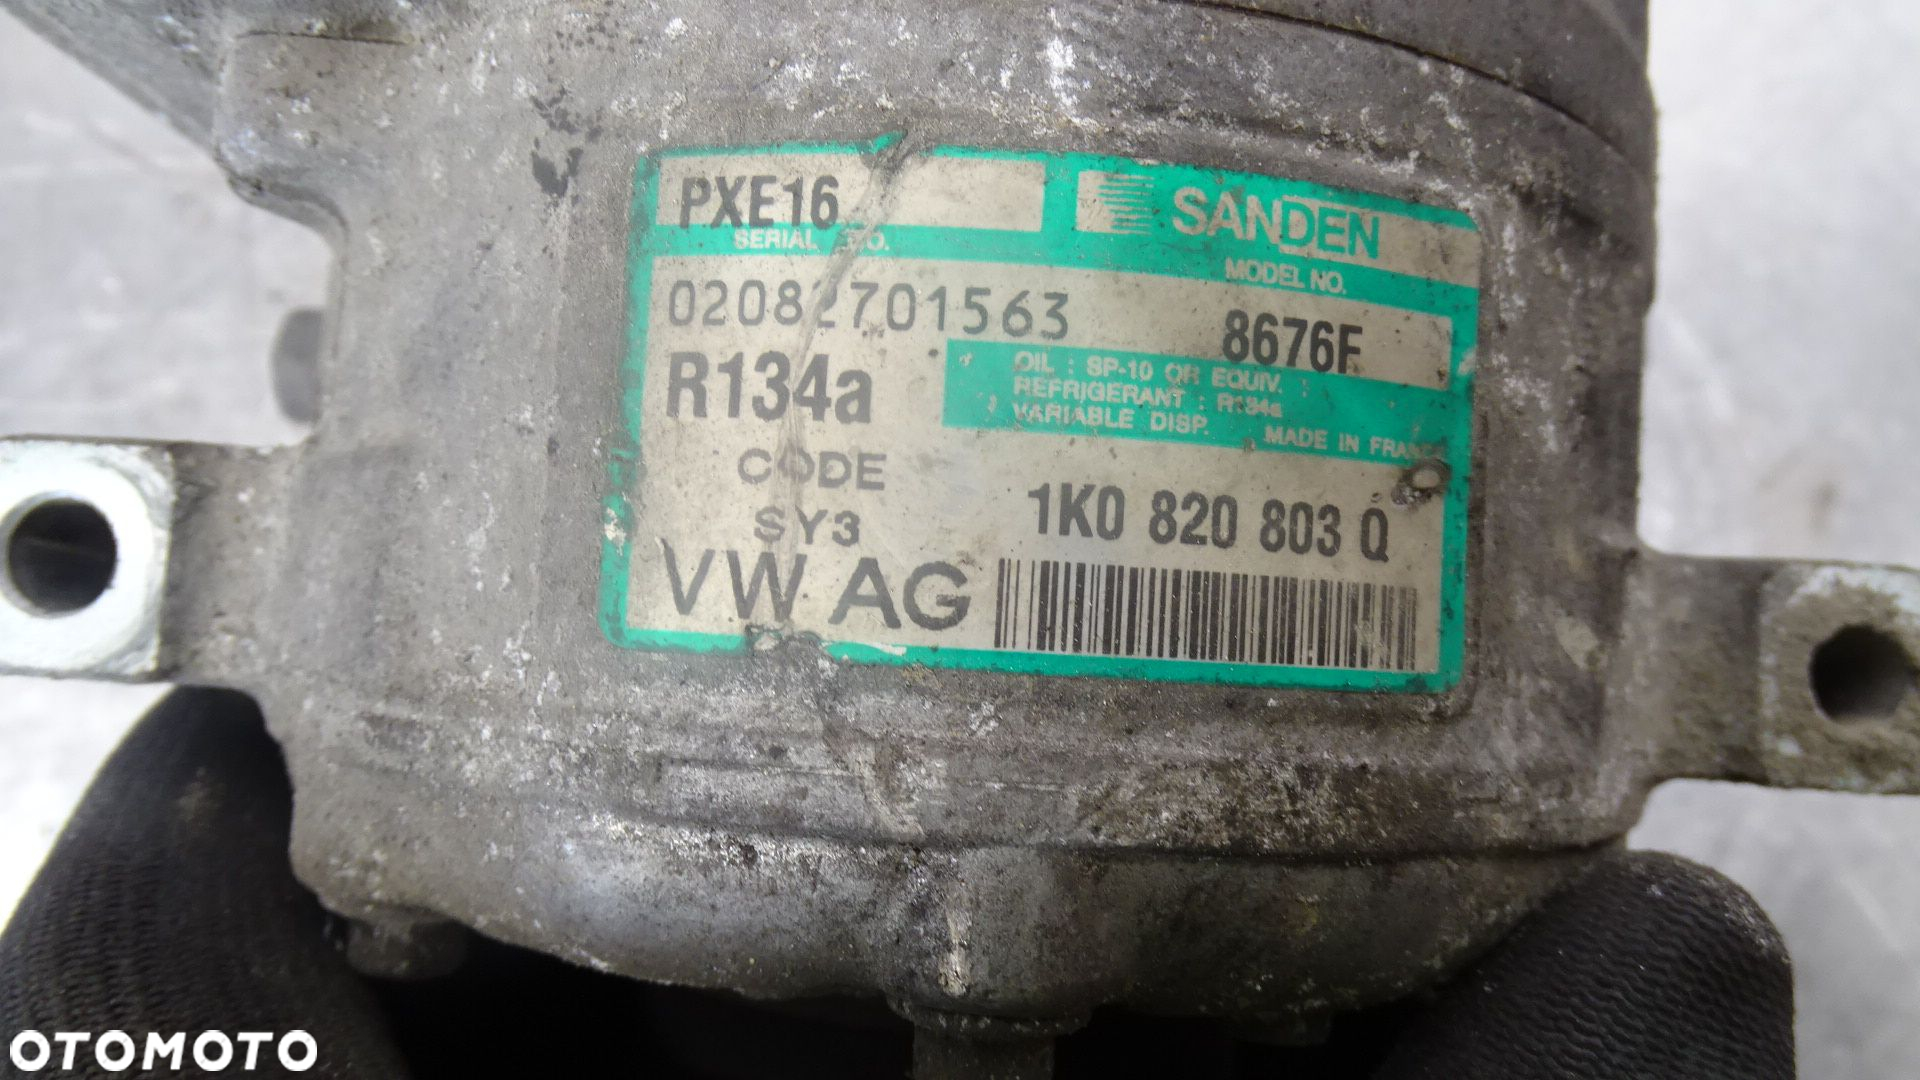 PXE16
SANDEN
SERIAL NO.
MODEL NO.
02082701563
8676F
R134a
OIL : SP-10 OR EQUIV.
REFRIGERANT : R134a
VARIABLE DISP.
MADE IN FRANCE
CODE
SY3
1K0 820 803 Q
VW AG
OTOMOTO